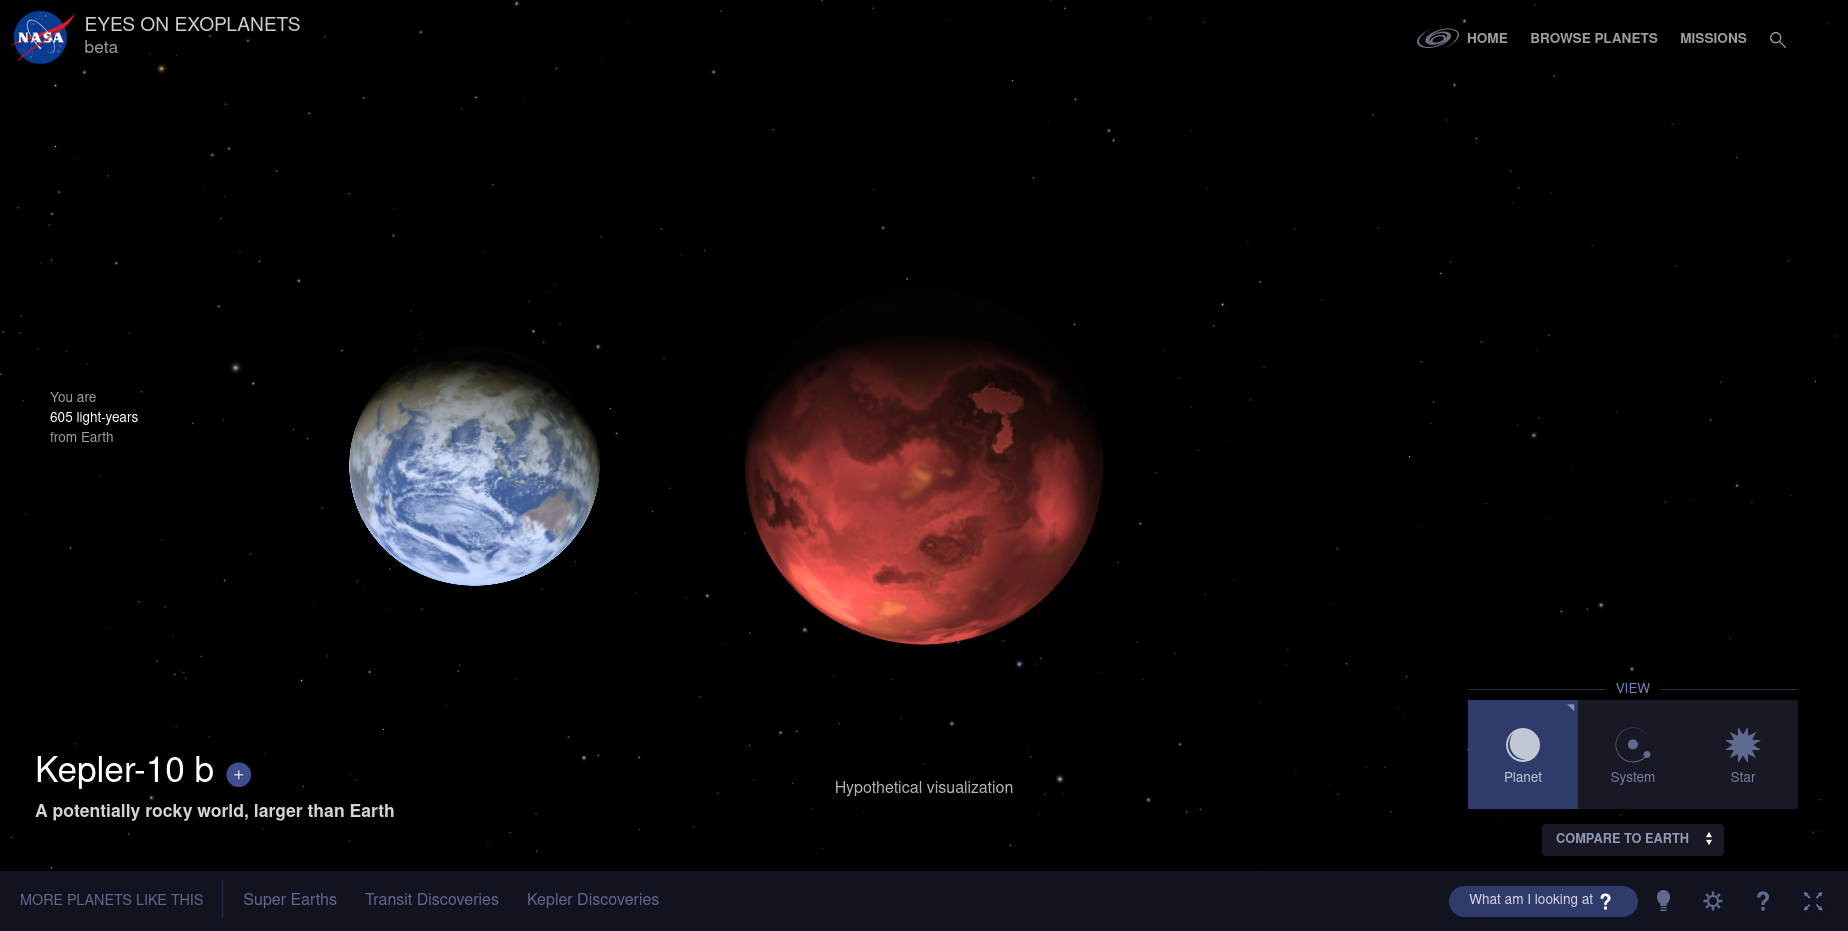 NASA
EYES ON EXOPLANETS
beta
HOME
BROWSE PLANETS
MISSIONS
You are
605 light-years
from Earth
Kepler-10 b +
A potentially rocky world, larger than Earth
Hypothetical visualization
VIEW
Planet
System
Star
COMPARE TO EARTH
MORE PLANETS LIKE THIS
Super Earths
Transit Discoveries
Kepler Discoveries
What am I looking at ?
?